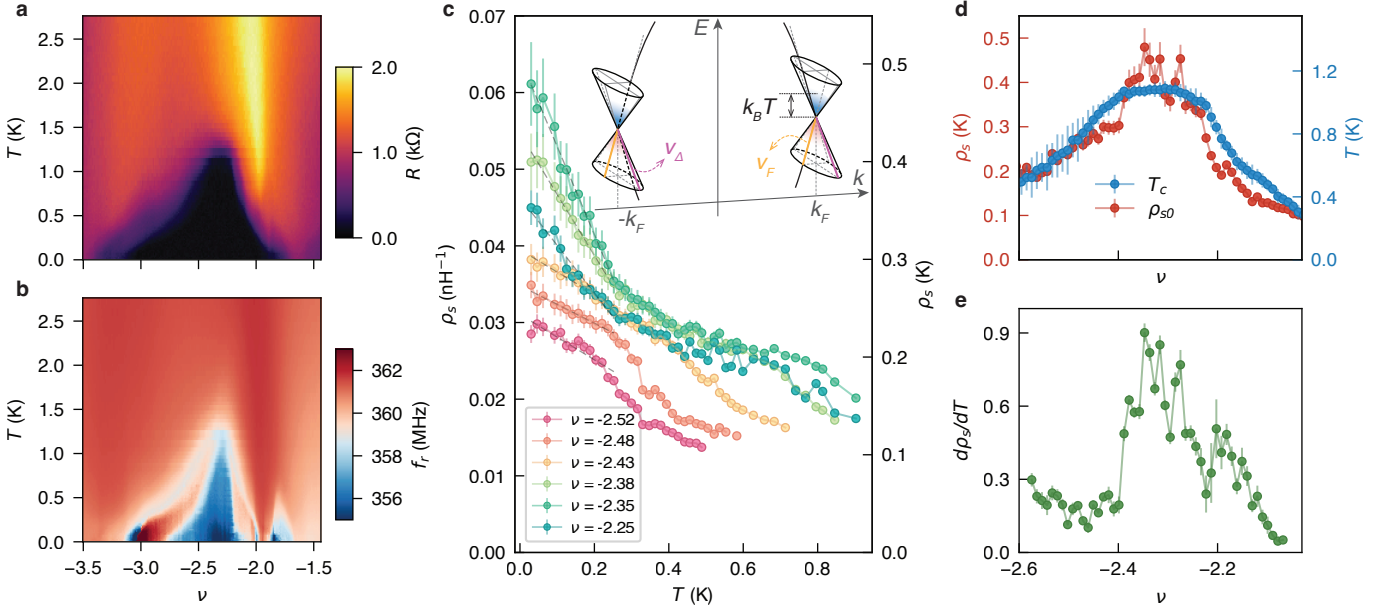 a
T (K)
2.5
2.0
1.5
1.0
0.5
0.0
2.0
1.0
0.0
R (kΩ)
b
T (K)
2.5
2.0
1.5
1.0
0.5
0.0
−3.5
−3.0
−2.5
−2.0
−1.5
ν
362
360
358
356
f_r (MHz)
c
ρ_s (nH⁻¹)
0.07
0.06
0.05
0.04
0.03
0.02
0.01
0.00
0.0
0.2
0.4
0.6
0.8
T (K)
0.5
0.4
0.3
0.2
0.1
0.0
ρ_s (K)
E
k_BT
v_Δ
v_F
k
-k_F
k_F
ν = -2.52
ν = -2.48
ν = -2.43
ν = -2.38
ν = -2.35
ν = -2.25
d
ρ_s (K)
0.5
0.4
0.3
0.2
0.1
0.0
1.2
0.8
0.4
0.0
T (K)
T_c
ρ_s0
−2.4
−2.2
ν
e
dρ_s/dT
0.9
0.6
0.3
0.0
−2.6
−2.4
−2.2
ν